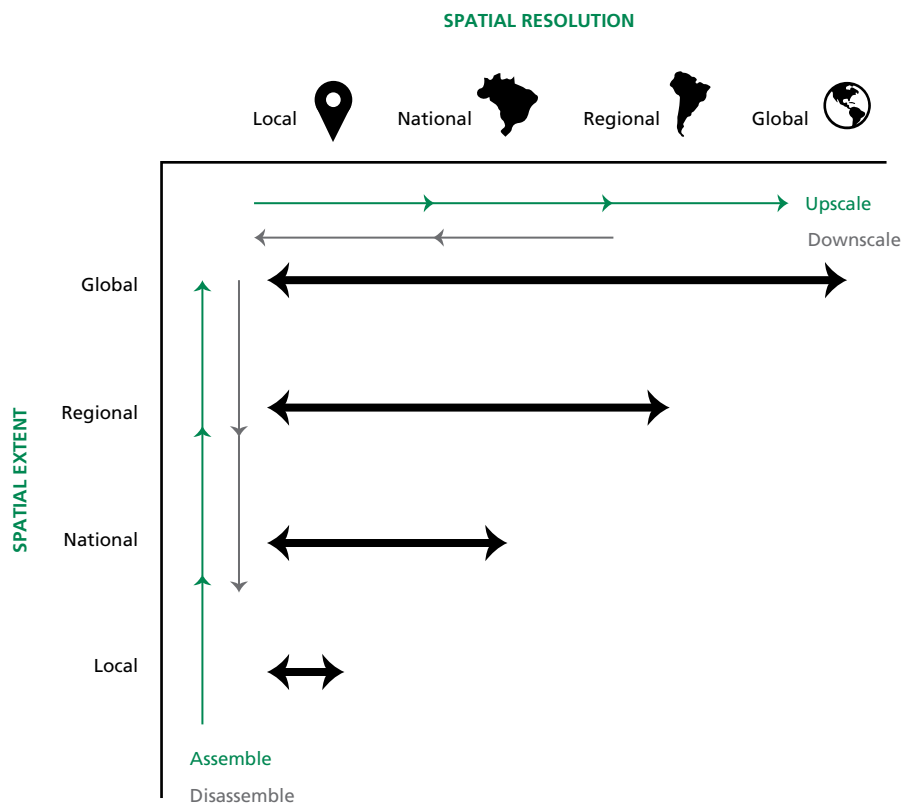 SPATIAL RESOLUTION
Local
National
Regional
Global
Upscale
Downscale
SPATIAL EXTENT
Global
Regional
National
Local
Assemble
Disassemble